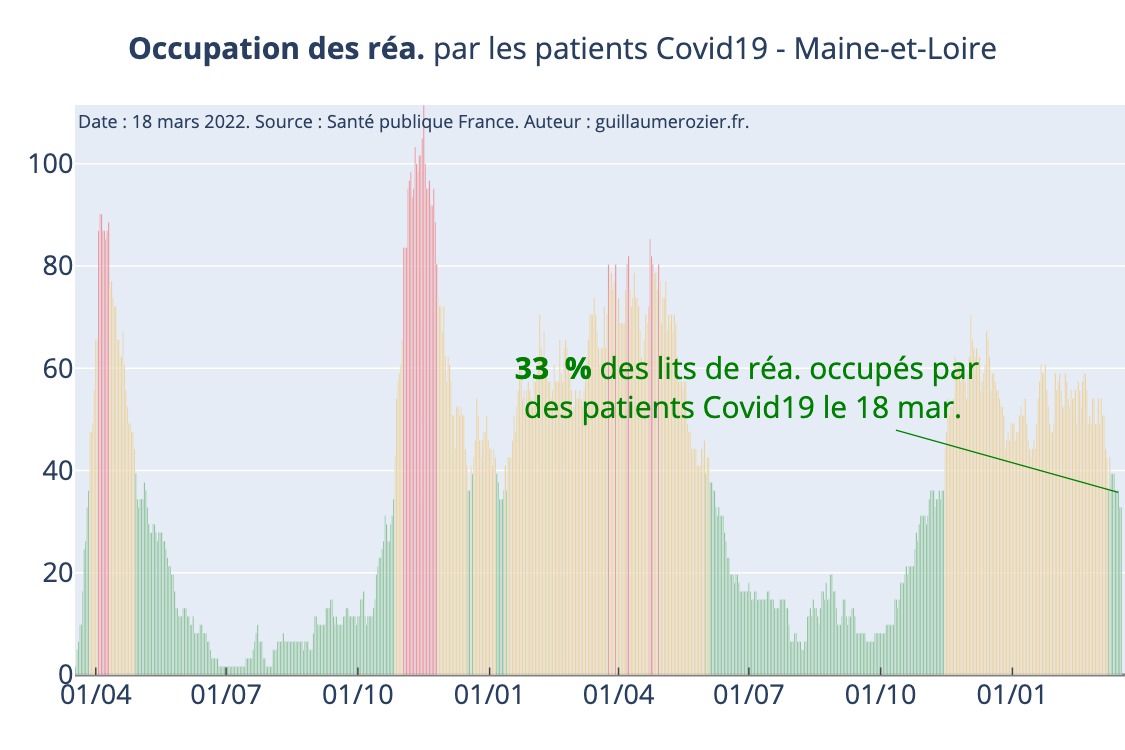 Occupation des réa. par les patients Covid19 - Maine-et-Loire
Date : 18 mars 2022. Source : Santé publique France. Auteur : guillaumerozier.fr.
100
80
60
40
20
0
33 % des lits de réa. occupés par
des patients Covid19 le 18 mar.
01/04 01/07 01/10 01/01 01/04 01/07 01/10 01/01